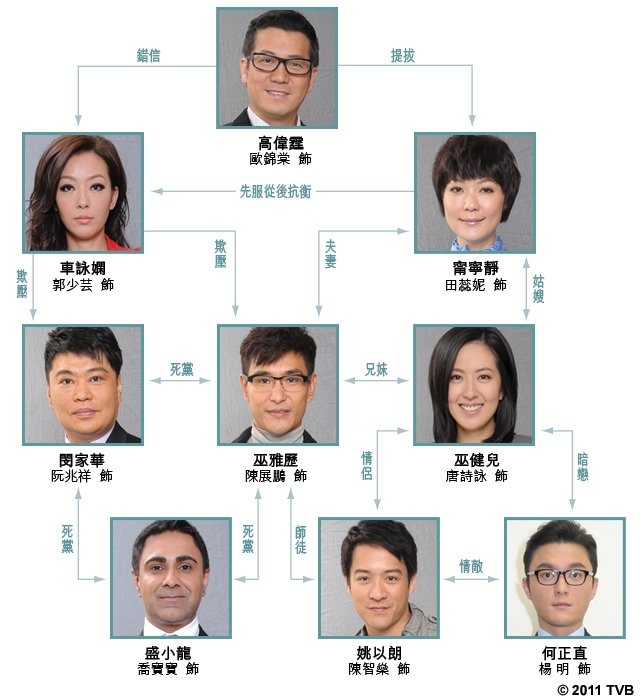 錯信
提拔
高偉霆
歐錦棠 飾
先服從後抗衡
車詠嫻
郭少芸 飾
欺壓
夫妻
甯寧靜
田蕊妮 飾
欺壓
姑嫂
死黨
兄妹
閔家華
阮兆祥 飾
巫雅歷
陳展鵬 飾
巫健兒
唐詩詠 飾
情侶
暗戀
死黨
死黨
師徒
情敵
盛小龍
喬寶寶 飾
姚以朗
陳智燊 飾
何正直
楊明 飾
© 2011 TVB